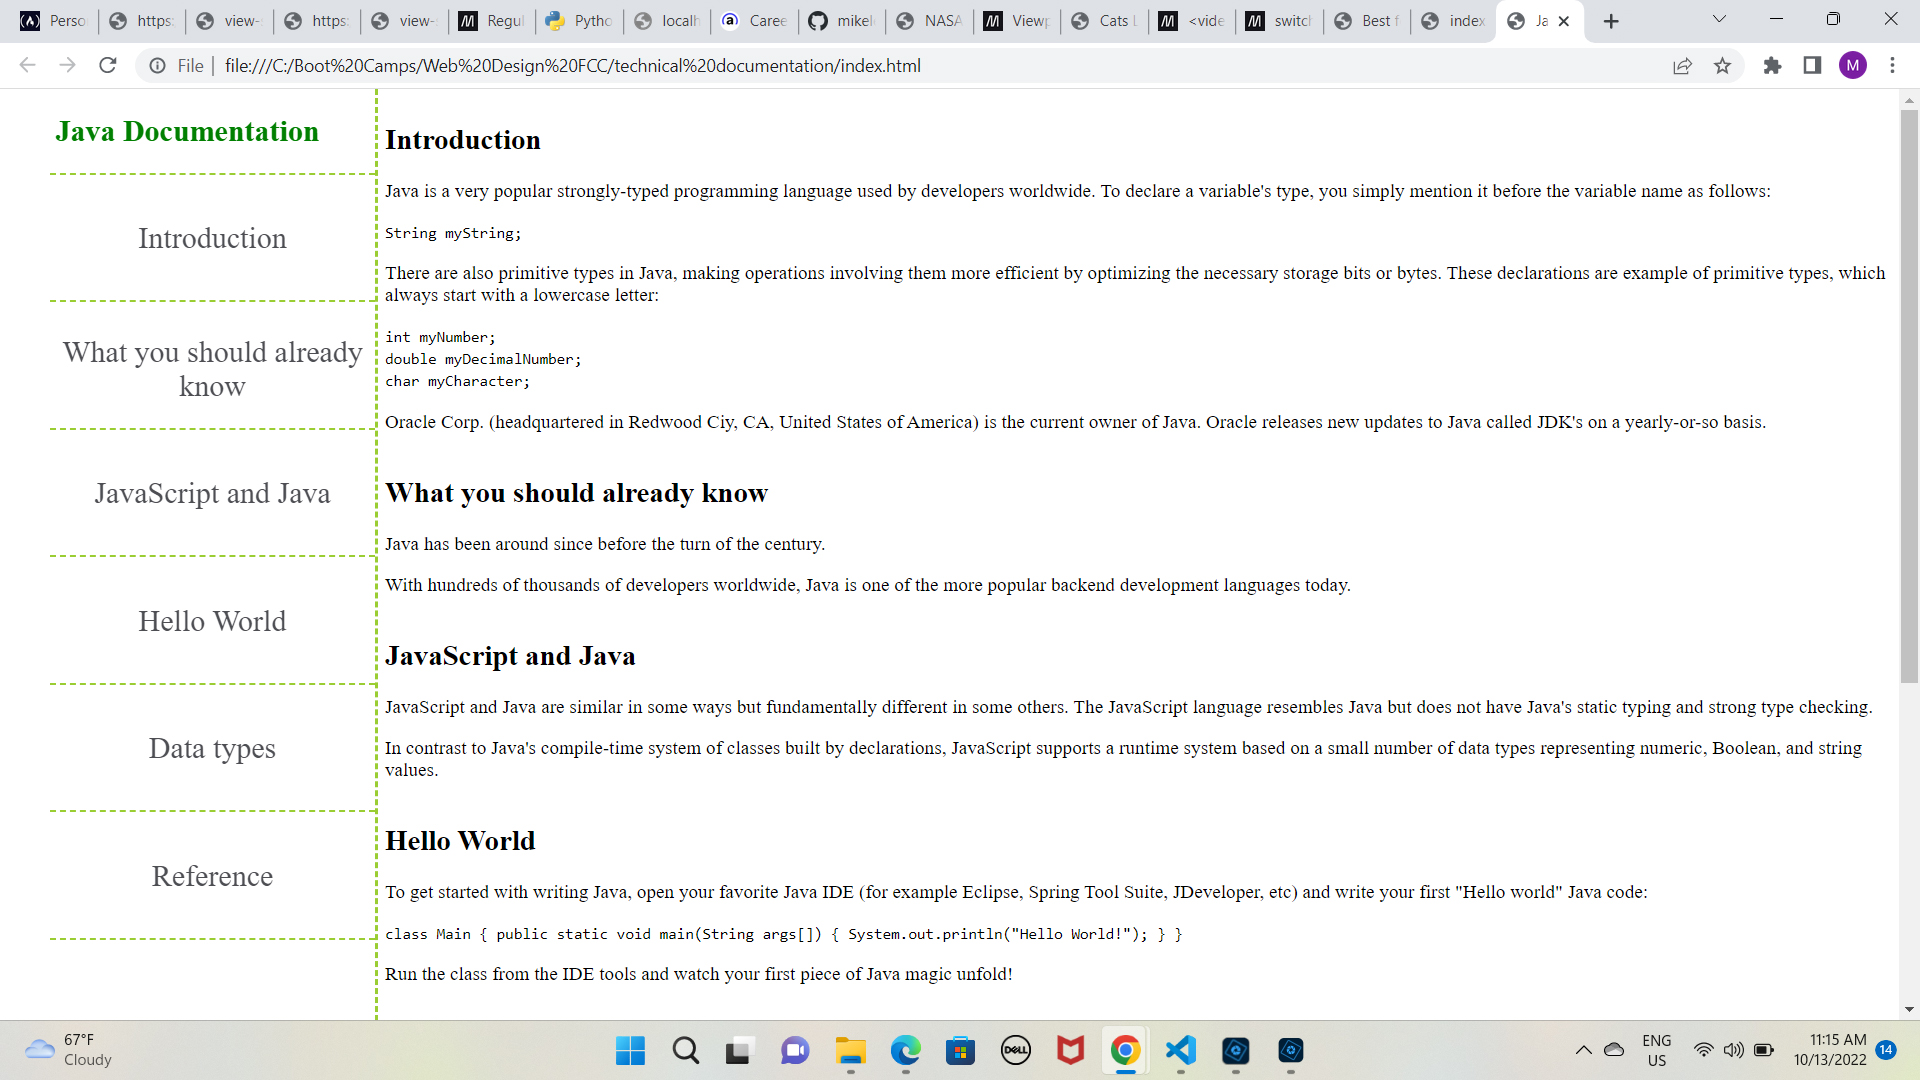 Perso
https:
view-
https:
view-
Regul
Pytho
localh
Caree
mikel
NASA
Viewp
Cats L
<vide
switch
Best f
index
Ja
File
file:///C:/Boot%20Camps/Web%20Design%20FCC/technical%20documentation/index.html
M
Java Documentation
Introduction
What you should already
know
JavaScript and Java
Hello World
Data types
Reference
Introduction
Java is a very popular strongly-typed programming language used by developers worldwide. To declare a variable's type, you simply mention it before the variable name as follows:
String myString;
There are also primitive types in Java, making operations involving them more efficient by optimizing the necessary storage bits or bytes. These declarations are example of primitive types, which
always start with a lowercase letter:
int myNumber;
double myDecimalNumber;
char myCharacter;
Oracle Corp. (headquartered in Redwood Ciy, CA, United States of America) is the current owner of Java. Oracle releases new updates to Java called JDK's on a yearly-or-so basis.
What you should already know
Java has been around since before the turn of the century.
With hundreds of thousands of developers worldwide, Java is one of the more popular backend development languages today.
JavaScript and Java
JavaScript and Java are similar in some ways but fundamentally different in some others. The JavaScript language resembles Java but does not have Java's static typing and strong type checking.
In contrast to Java's compile-time system of classes built by declarations, JavaScript supports a runtime system based on a small number of data types representing numeric, Boolean, and string
values.
Hello World
To get started with writing Java, open your favorite Java IDE (for example Eclipse, Spring Tool Suite, JDeveloper, etc) and write your first "Hello world" Java code:
class Main { public static void main(String args[]) { System.out.println("Hello World!"); } }
Run the class from the IDE tools and watch your first piece of Java magic unfold!
67°F
Cloudy
DELL
ENG
US
11:15 AM
10/13/2022
14